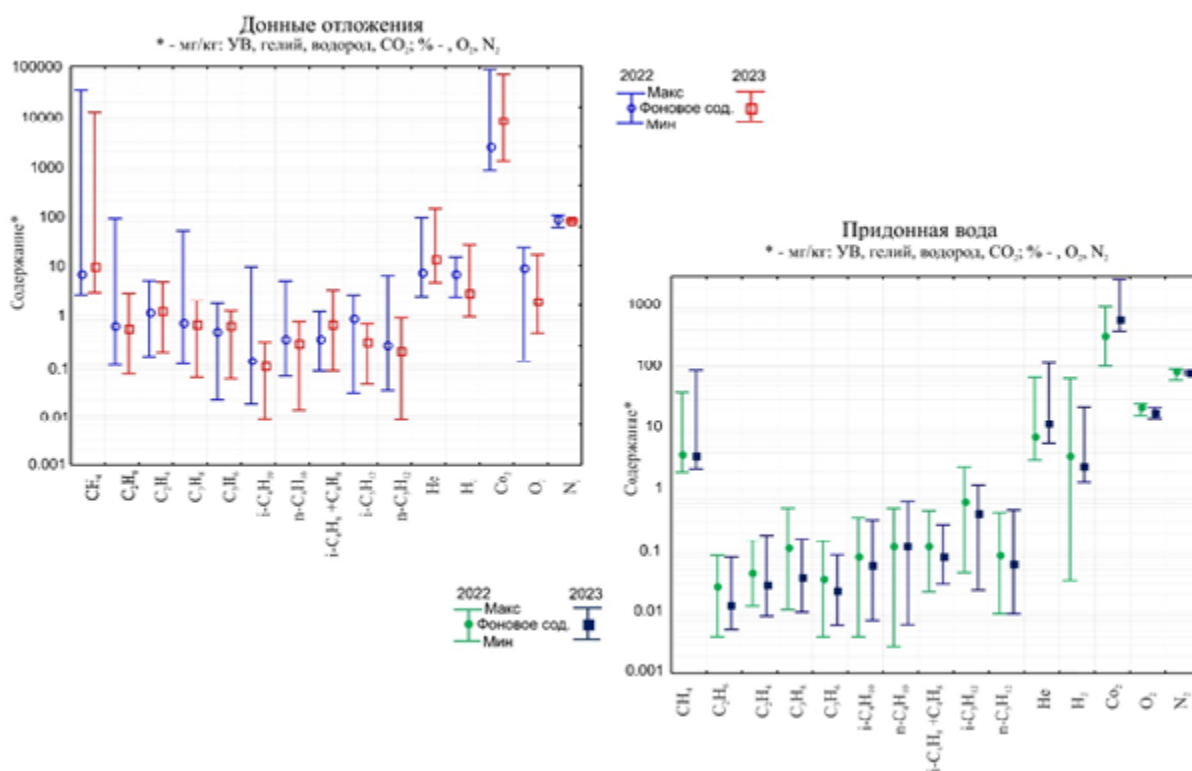 Донные отложения
* - мг/кг: УВ, гелий, водород, CO₂; % - , O₂, N₂
Содержание*
100000
10000
1000
100
10
1
0.1
0.01
0.001
CH₄
C₂H₆
C₂H₄
C₃H₈
C₃H₆
i-C₄H₁₀
n-C₄H₁₀
i-C₄H₈ +C₄H₈
i-C₅H₁₂
n-C₅H₁₂
He
H₂
Co₂
O₂
N₂
2022
2023
Макс
Фоновое сод.
Мин
Придонная вода
* - мг/кг: УВ, гелий, водород, CO₂; % - , O₂, N₂
Содержание*
1000
100
10
1
0.1
0.01
0.001
CH₄
C₂H₆
C₂H₄
C₃H₈
C₃H₆
i-C₄H₁₀
n-C₄H₁₀
i-C₄H₈ +C₄H₈
i-C₅H₁₂
n-C₅H₁₂
He
H₂
Co₂
O₂
N₂
2022
2023
Макс
Фоновое сод.
Мин